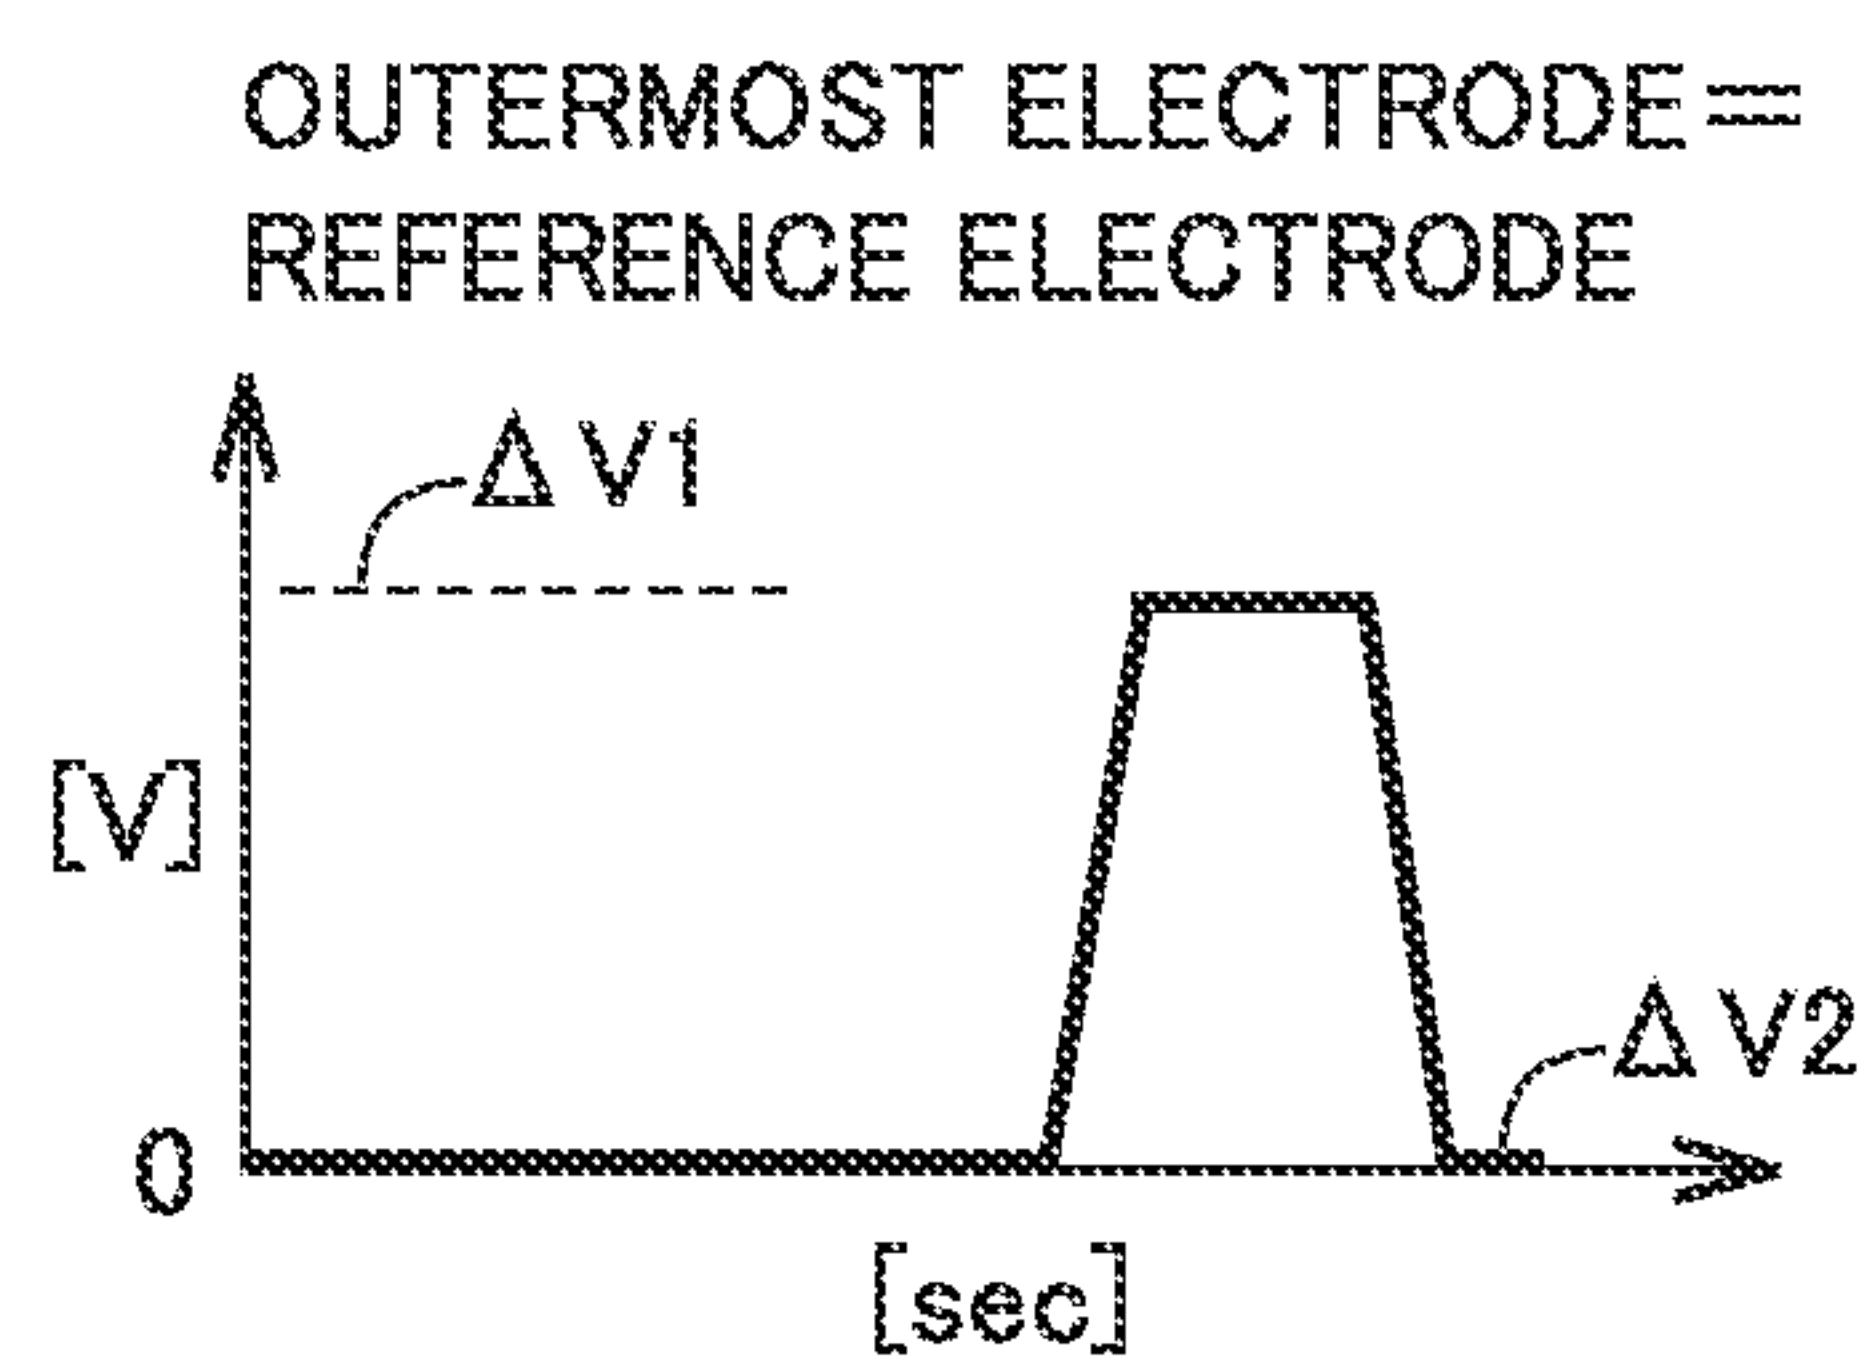 OUTERMOST ELECTRODE=
REFERENCE ELECTRODE
ΔV1
[V]
ΔV2
0
[sec]